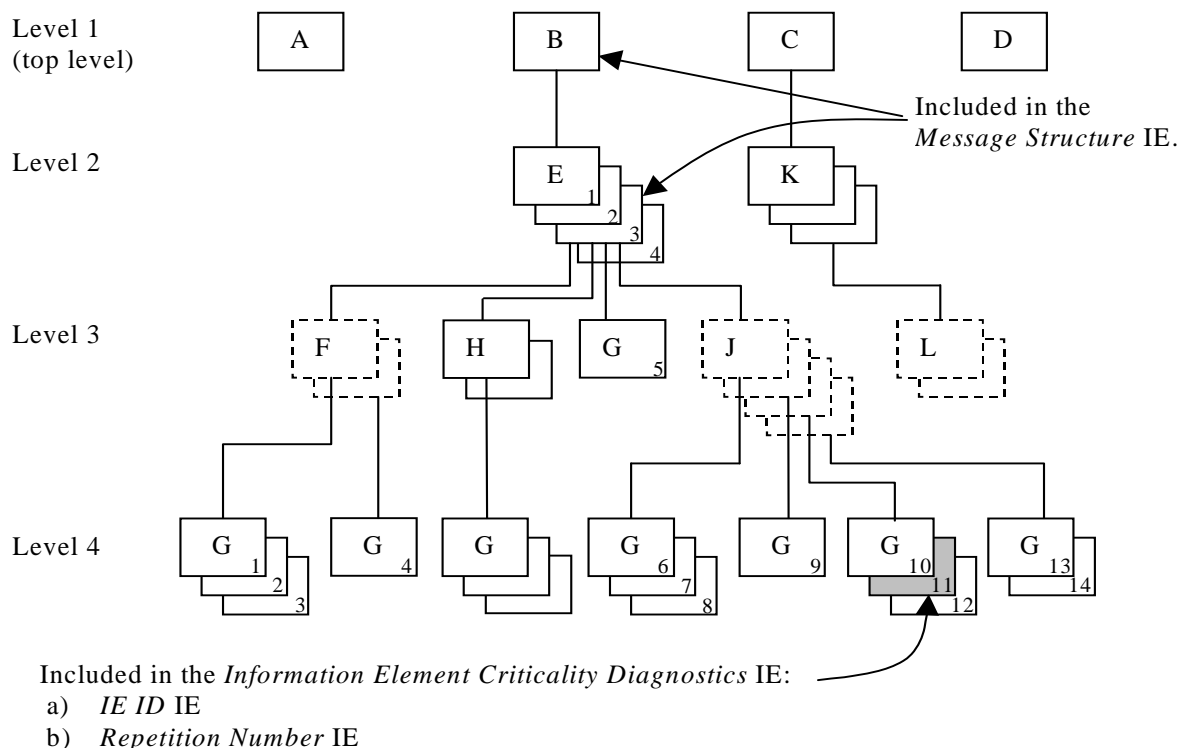 Level 1
(top level)
A
B
C
D
Included in the
Message Structure IE.
Level 2
E
1
2
3
4
K
Level 3
F
H
G
5
J
L
Level 4
G
1
2
3
G
4
G
G
6
7
8
G
9
G
10
11
12
G
13
14
Included in the Information Element Criticality Diagnostics IE:
a) IE ID IE
b) Repetition Number IE